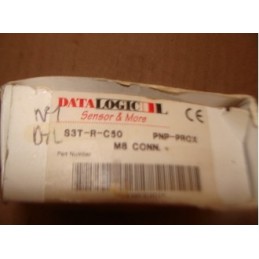 DATALOGIC
Sensor & More
CE
S3T-R-C50 PNP-PROX
M8 CONN.
Part Number